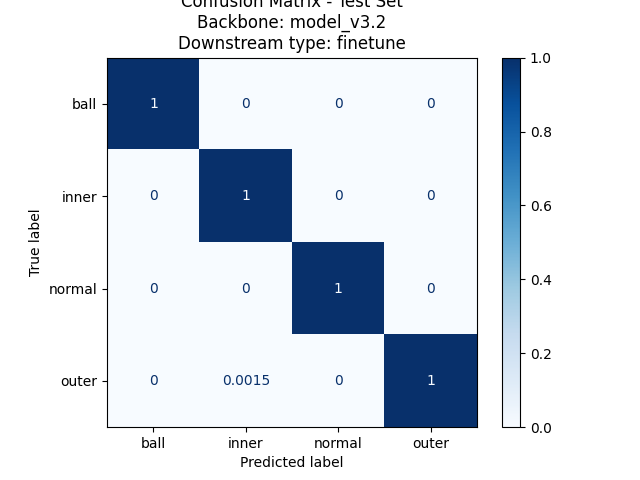 Confusion Matrix - Test Set
Backbone: model_v3.2
Downstream type: finetune
1.0
ball 1 0 0 0
0.8
inner 0 1 0 0
0.6
True label
0.4
normal 0 0 1 0
0.2
outer 0 0.0015 0 1
0.0
ball inner normal outer
Predicted label